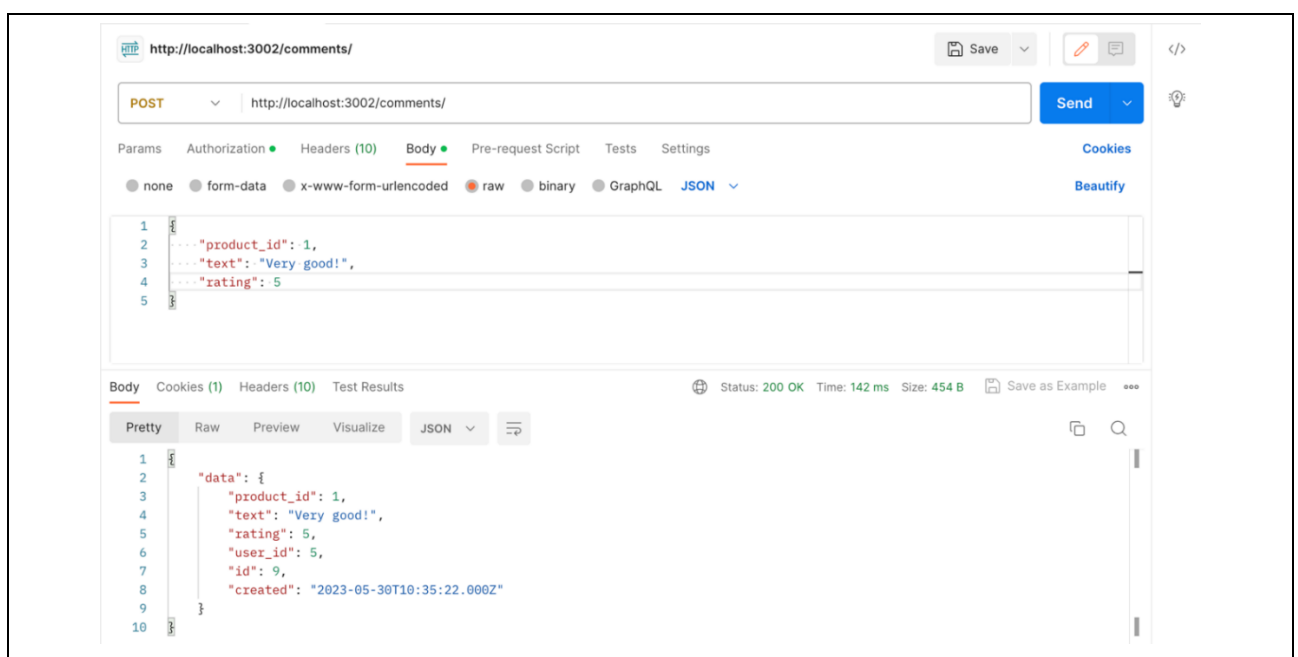 HTTP http://localhost:3002/comments/ Save </>
POST http://localhost:3002/comments/ Send
Params Authorization Headers (10) Body Pre-request Script Tests Settings Cookies
none form-data x-www-form-urlencoded raw binary GraphQL JSON Beautify
1 {
2 "product_id": 1,
3 "text": "Very good!",
4 "rating": 5
5 }
Body Cookies (1) Headers (10) Test Results Status: 200 OK Time: 142 ms Size: 454 B Save as Example
Pretty Raw Preview Visualize JSON
1 {
2 "data": {
3 "product_id": 1,
4 "text": "Very good!",
5 "rating": 5,
6 "user_id": 5,
7 "id": 9,
8 "created": "2023-05-30T10:35:22.000Z"
9 }
10 }